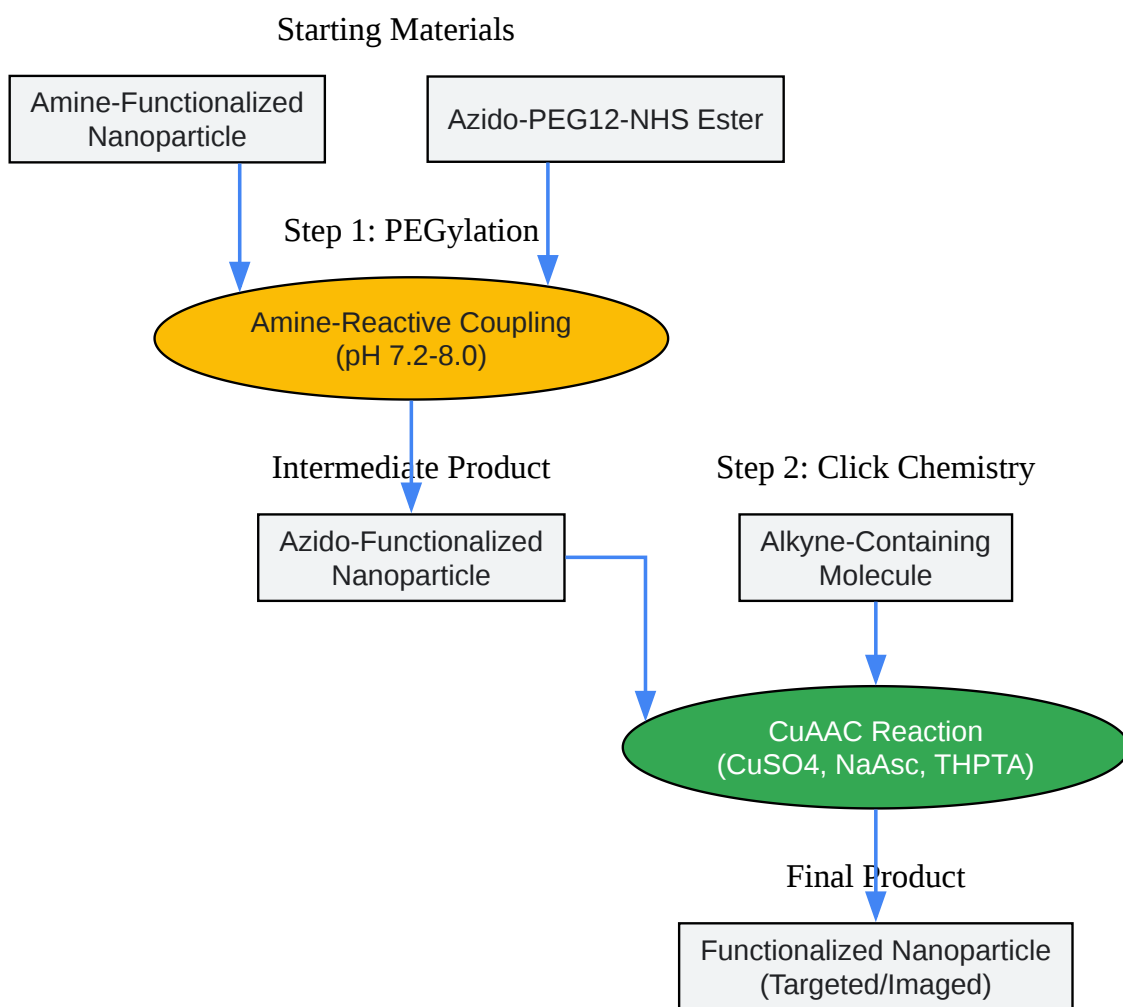 Starting Materials
Amine-Functionalized
Nanoparticle
Azido-PEG12-NHS Ester
Step 1: PEGylation
Amine-Reactive Coupling
(pH 7.2-8.0)
Intermediate Product
Step 2: Click Chemistry
Azido-Functionalized
Nanoparticle
Alkyne-Containing
Molecule
CuAAC Reaction
(CuSO4, NaAsc, THPTA)
Final Product
Functionalized Nanoparticle
(Targeted/Imaged)